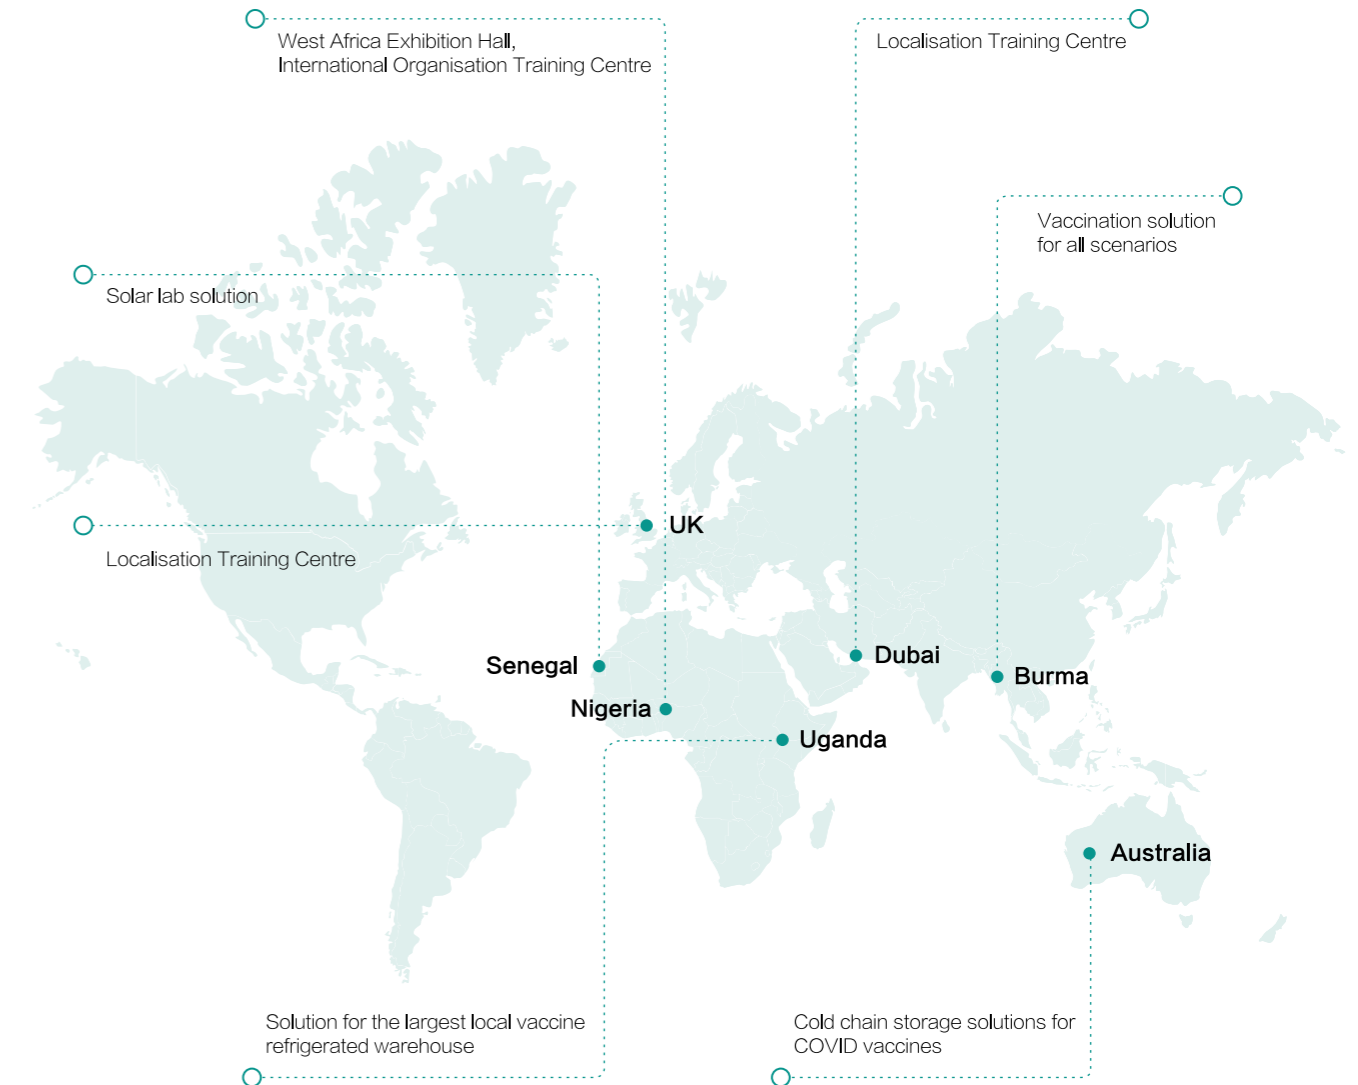 West Africa Exhibition Hall,
International Organisation Training Centre
Localisation Training Centre
Vaccination solution
for all scenarios
Solar lab solution
UK
Localisation Training Centre
Senegal
Dubai
Burma
Nigeria
Uganda
Australia
Solution for the largest local vaccine
refrigerated warehouse
Cold chain storage solutions for
COVID vaccines